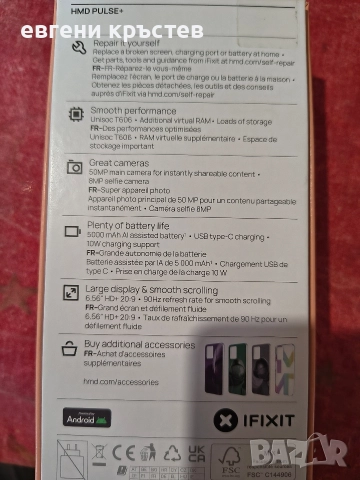 евгени кръстев
HMD PULSE+
Repair it yourself
Replace a broken screen, charging port or battery at home •
Get parts, tools and guidance from iFixit at hmd.com/self-repair
FR–Réparez-le vous-même
Remplacez l'écran, le port de charge ou la batterie à la maison •
Obtenez les pièces détachées, les outils et des conseils
d'iFixit via hmd.com/self-repair
Smooth performance
Unisoc T606 • Additional virtual RAM • Loads of storage
FR–Des performances optimisées
Unisoc T606 • RAM virtuelle supplémentaire • Espace de
stockage important
Great cameras
50MP main camera for instantly shareable content •
8MP selfie camera
FR–Super appareil photo
Appareil photo principal de 50 MP pour un contenu partageable
instantanément • Caméra selfie 8MP
Plenty of battery life
5000 mAh AI assisted battery • USB type-C charging •
10W charging support
FR–Grande autonomie de la batterie
Batterie assistée par IA de 5.000 mAh • Chargement USB de
type C • Prise en charge de la charge 10 W
Large display & smooth scrolling
6.56" HD+ 20:9 • 90Hz refresh rate for smooth scrolling
FR–Grand écran et défilement fluide
6.56" HD+ 20:9 • Taux de rafraîchissement de 90 Hz pour un
défilement fluide
Buy additional accessories
FR–Achat d'accessoires
supplémentaires
hmd.com/accessories
Android
IFIXIT
CE
UK
CA
FSC
FSC® C144906
bazar